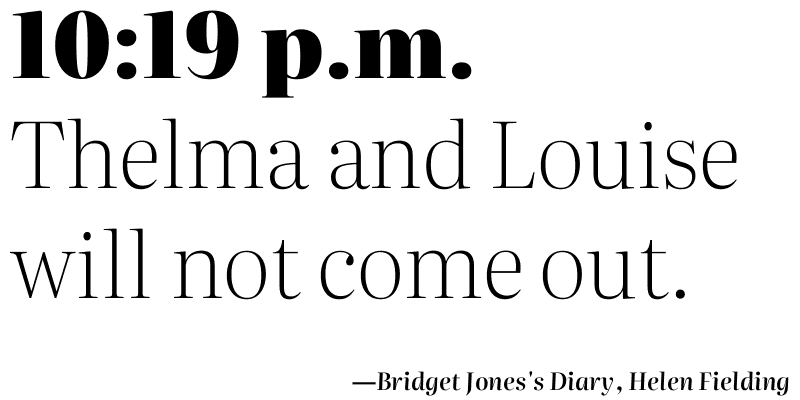 10:19 p.m.
Thelma and Louise
will not come out.
—Bridget Jones's Diary, Helen Fielding